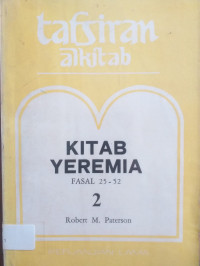 tafsiran
alkitab
KITAB
YEREMIA
FASAL 25-52
2
Robert M. Paterson